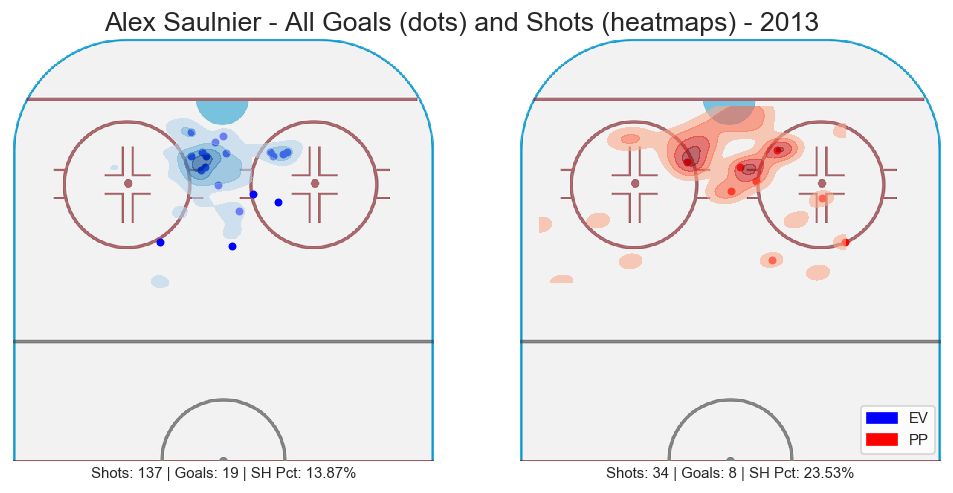 Alex Saulnier - All Goals (dots) and Shots (heatmaps) - 2013
EV
PP
Shots: 137 | Goals: 19 | SH Pct: 13.87%
Shots: 34 | Goals: 8 | SH Pct: 23.53%